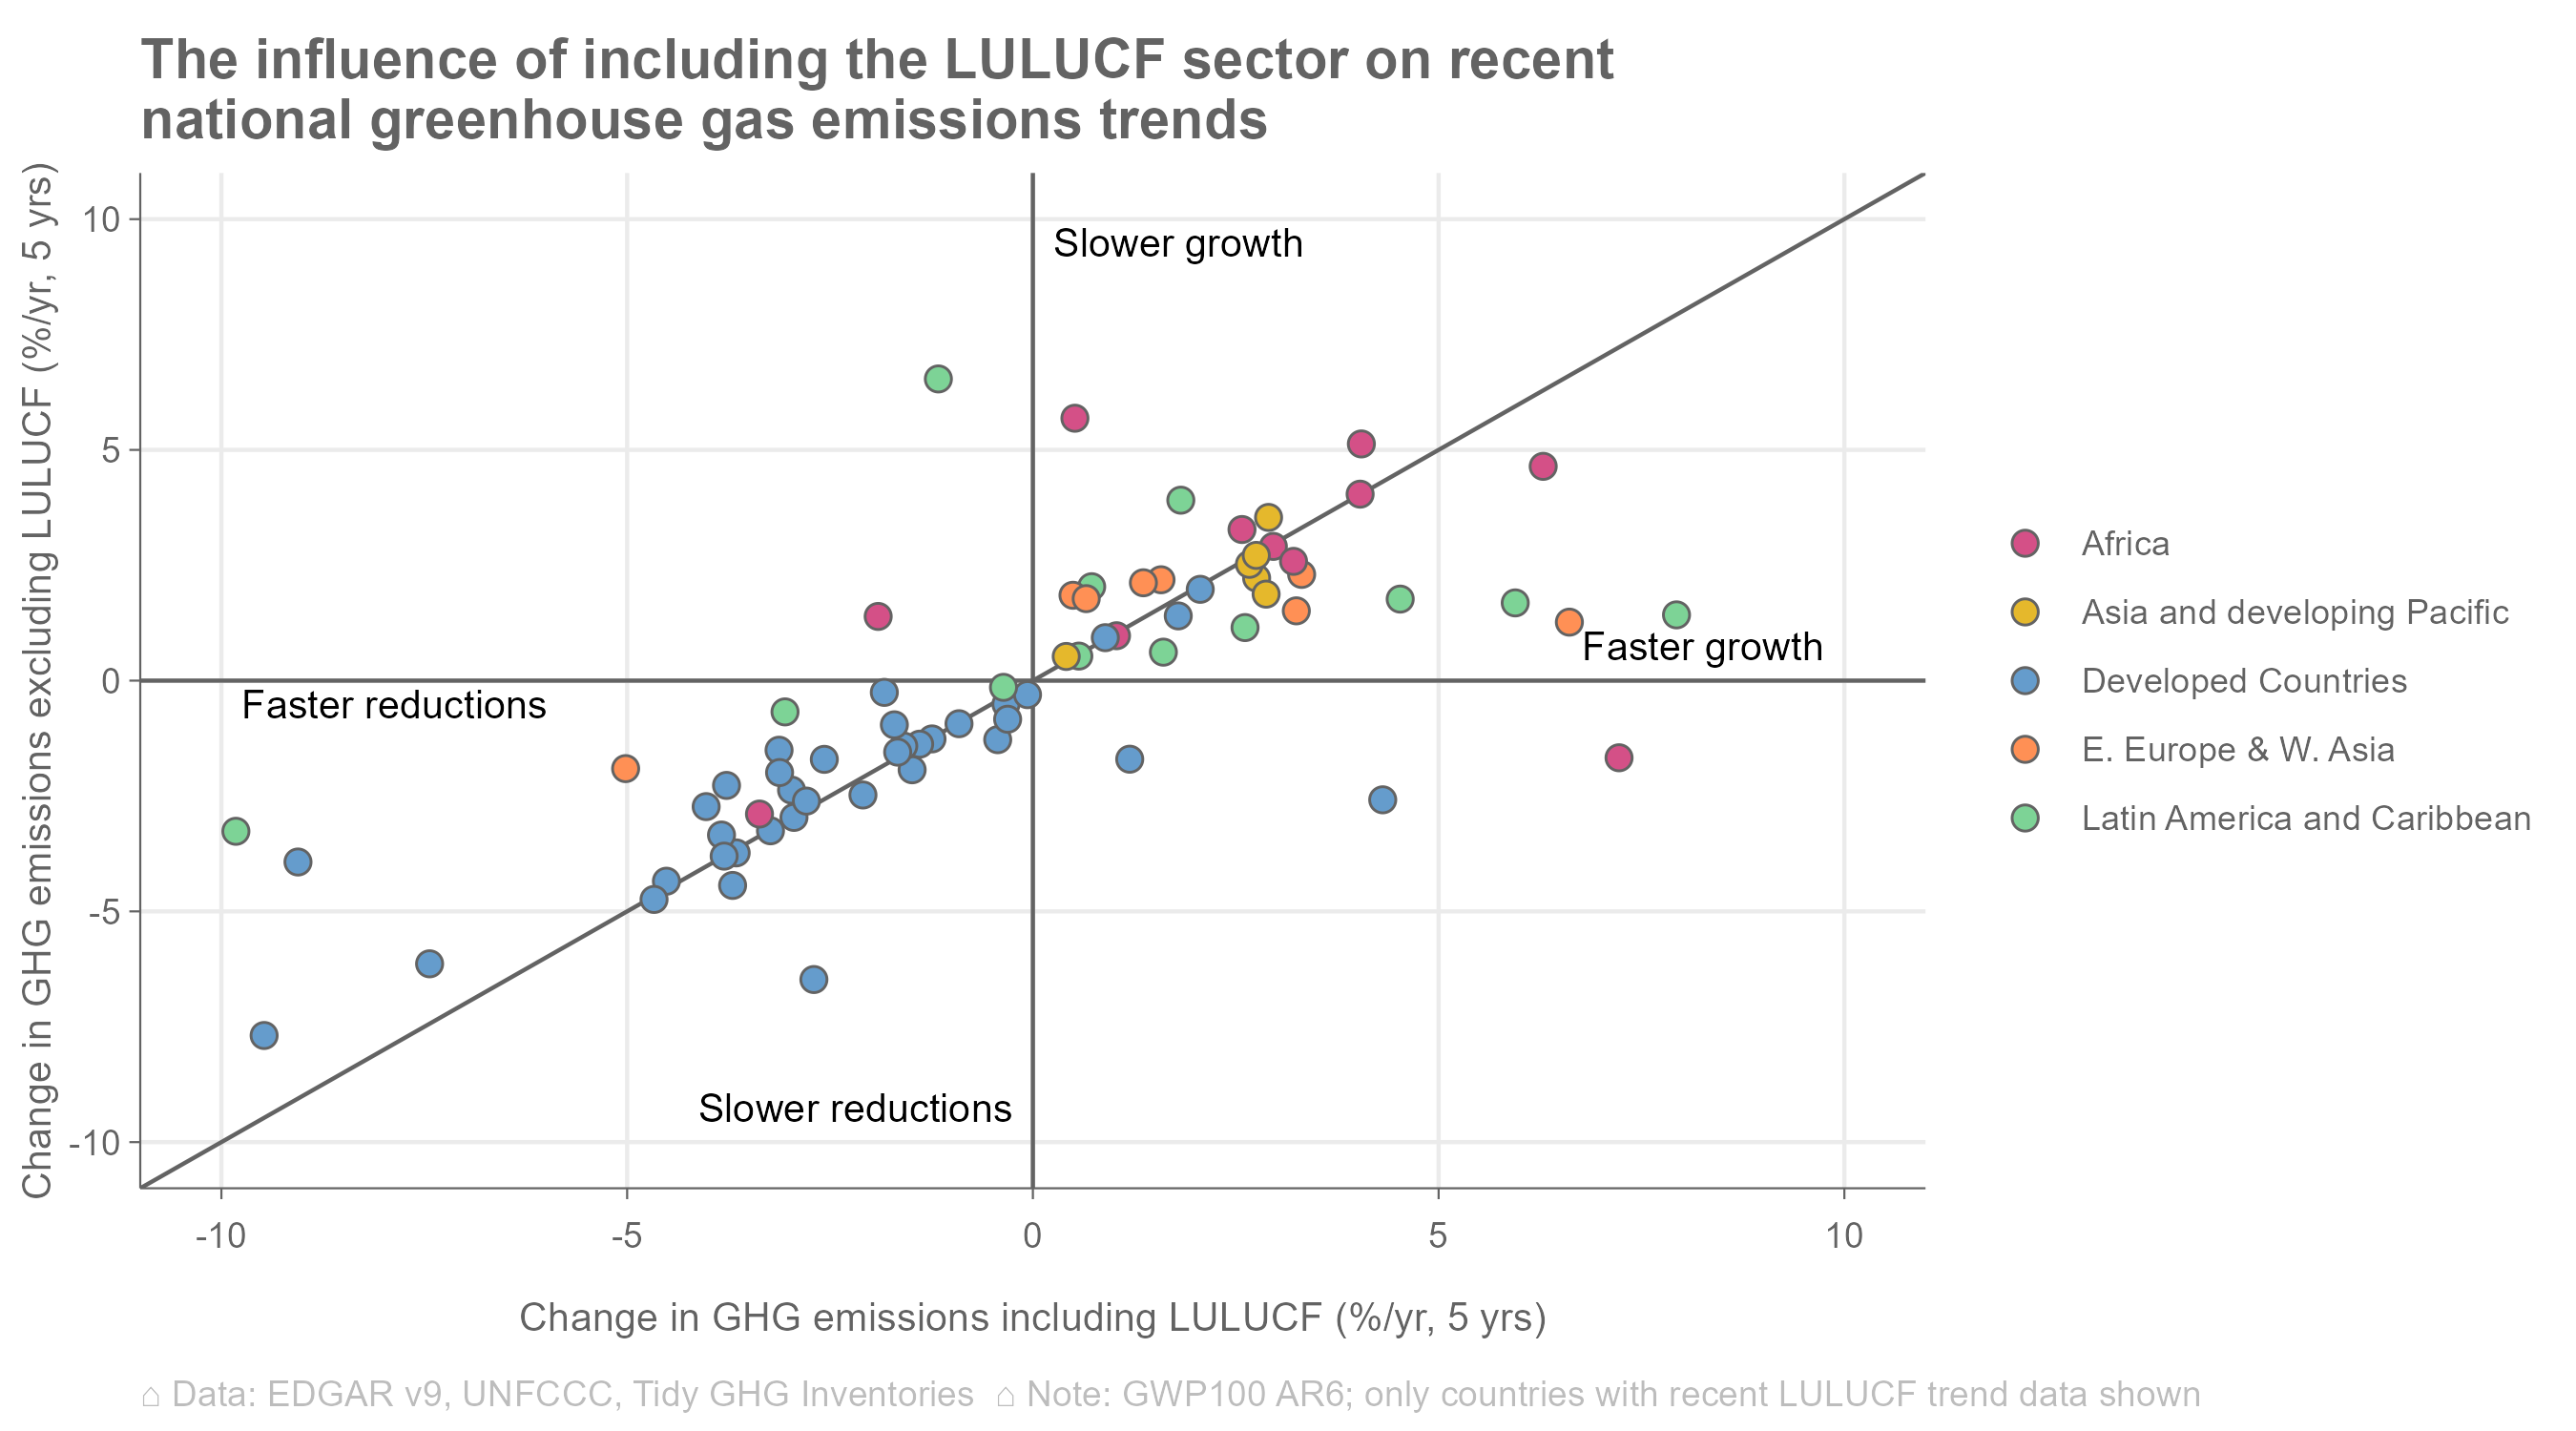 The influence of including the LULUCF sector on recent
national greenhouse gas emissions trends
Change in GHG emissions excluding LULUCF (%/yr, 5 yrs)
10
5
0
-5
-10
Slower growth
Faster growth
Faster reductions
Slower reductions
-10
-5
0
5
10
Change in GHG emissions including LULUCF (%/yr, 5 yrs)
Africa
Asia and developing Pacific
Developed Countries
E. Europe & W. Asia
Latin America and Caribbean
⌂ Data: EDGAR v9, UNFCCC, Tidy GHG Inventories ⌂ Note: GWP100 AR6; only countries with recent LULUCF trend data shown